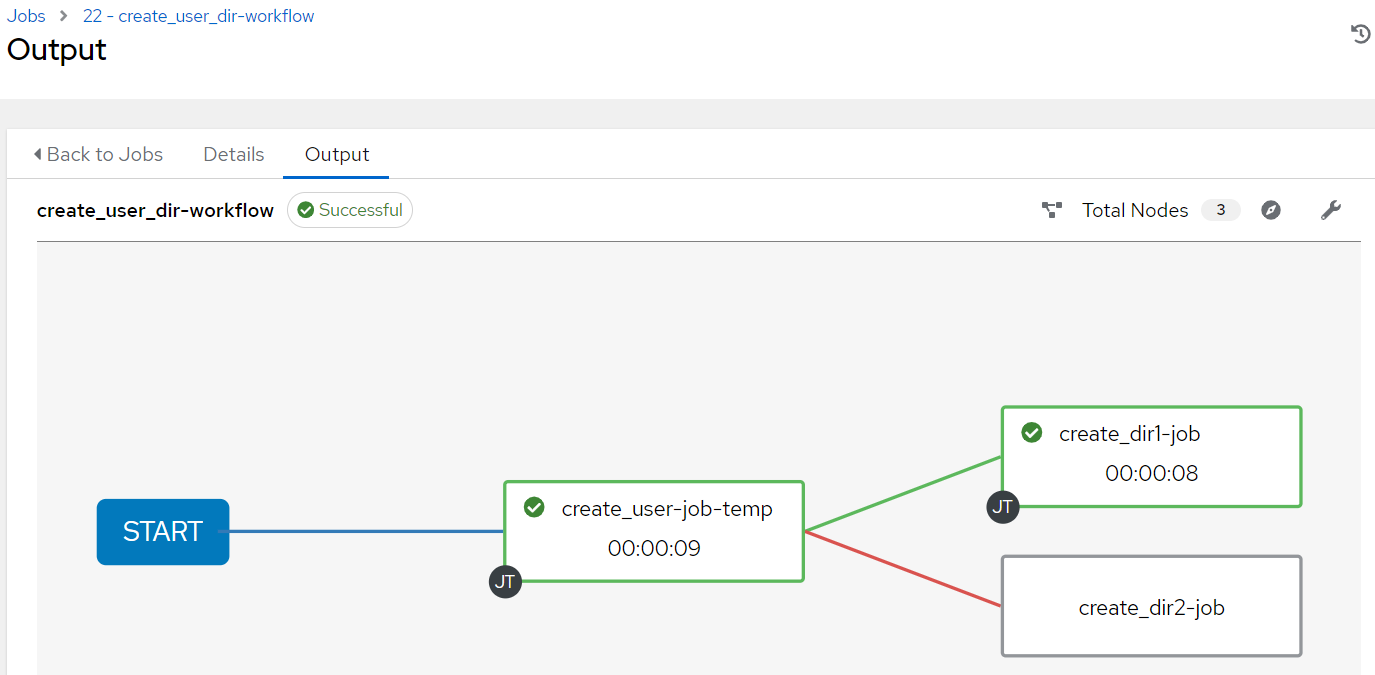 Jobs > 22 - create_user_dir-workflow
Output
Back to Jobs Details Output
create_user_dir-workflow Successful Total Nodes 3
create_dir1-job
00:00:08
JT
START
create_user-job-temp
00:00:09
JT
create_dir2-job